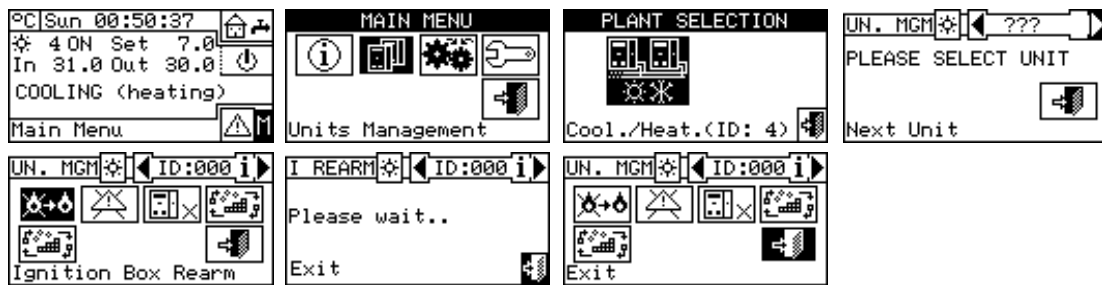 ºC Sun 00:50:37
4 ON Set 7.0
In 31.0 Out 30.0
COOLING (heating)
Main Menu M
MAIN MENU
Units Management
PLANT SELECTION
Cool./Heat.(ID: 4)
UN. MGM ???
PLEASE SELECT UNIT
Next Unit
UN. MGM ID:000 i
Ignition Box Rearm
I REARM ID:000 i
Please wait..
Exit
UN. MGM ID:000 i
Exit